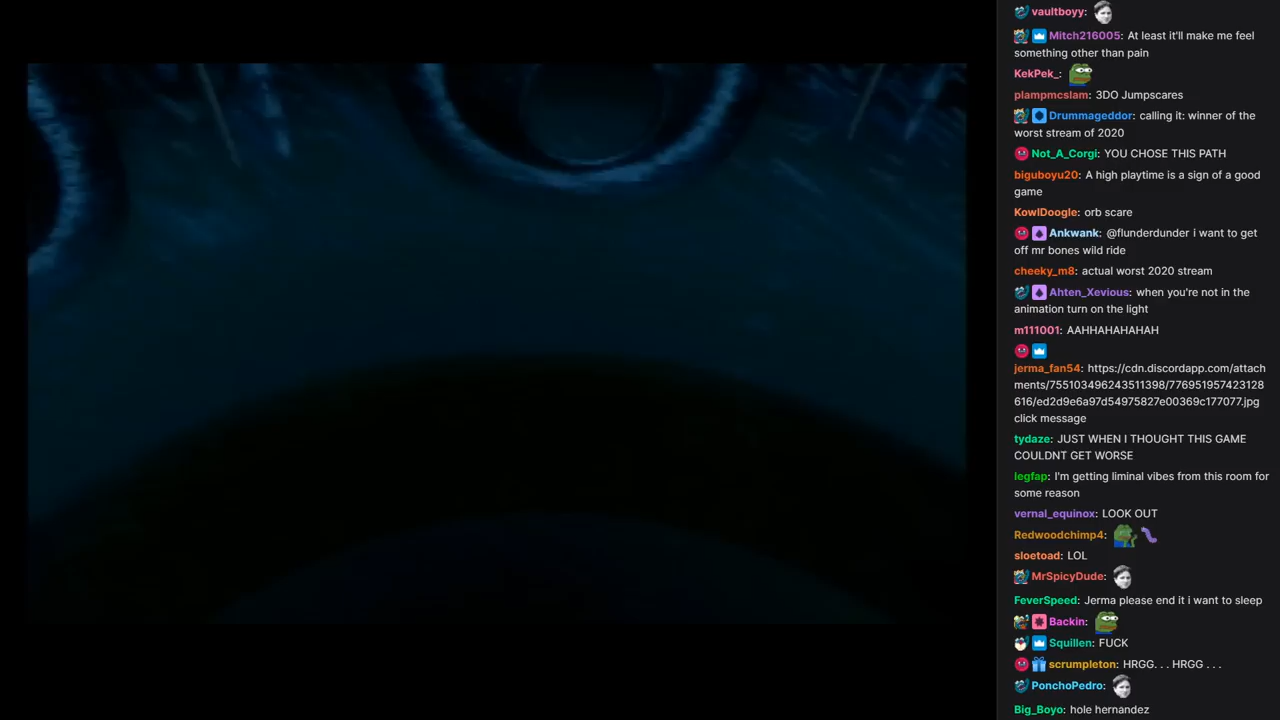 vaultboyy:
Mitch216005: At least it'll make me feel
something other than pain
KekPek_:
plampmcslam: 3DO Jumpscares
Drummageddor: calling it: winner of the
worst stream of 2020
Not_A_Corgi: YOU CHOSE THIS PATH
biguboyu20: A high playtime is a sign of a good
game
KowlDoogle: orb scare
Ankwank: @flunderdunder i want to get
off mr bones wild ride
cheeky_m8: actual worst 2020 stream
Ahten_Xevious: when you're not in the
animation turn on the light
m111001: AAHHAHAHAHAH
jerma_fan54: https://cdn.discordapp.com/attach
ments/755103496243511398/776951957423128
616/ed2d9e6a97d54975827e00369c177077.jpg
click message
tydaze: JUST WHEN I THOUGHT THIS GAME
COULDNT GET WORSE
legfap: I'm getting liminal vibes from this room for
some reason
vernal_equinox: LOOK OUT
Redwoodchimp4:
sloetoad: LOL
MrSpicyDude:
FeverSpeed: Jerma please end it i want to sleep
Backin:
Squillen: FUCK
scrumpleton: HRGG. . . HRGG . . .
PonchoPedro:
Big_Boyo: hole hernandez